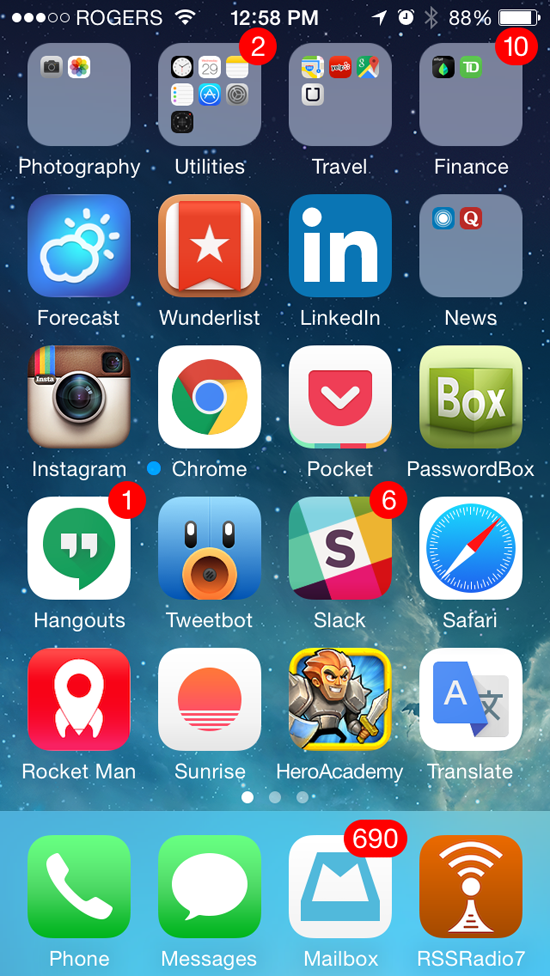 ROGERS 12:58 PM 88%
2 10
29 yelp TD
Photography Utilities Travel Finance
in
Forecast Wunderlist LinkedIn News
Insta Box
Instagram Chrome Pocket PasswordBox
1 6
S
Hangouts Tweetbot Slack Safari
A 文
Rocket Man Sunrise HeroAcademy Translate
690
Phone Messages Mailbox RSSRadio7